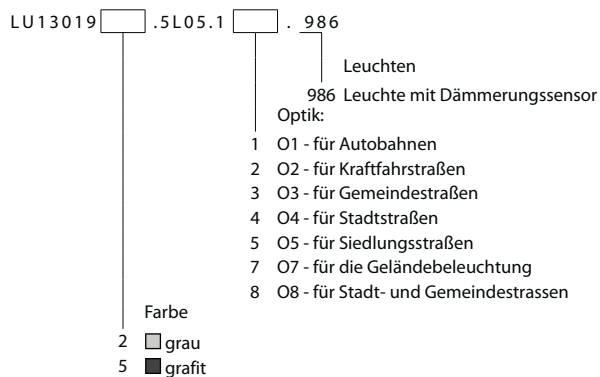 LU13019 .5L05.1 . 986
Leuchten
986 Leuchte mit Dämmerungssensor
Optik:
1 O1 - für Autobahnen
2 O2 - für Kraftfahrstraßen
3 O3 - für Gemeindestraßen
4 O4 - für Stadtstraßen
5 O5 - für Siedlungsstraßen
7 O7 - für die Geländebeleuchtung
8 O8 - für Stadt- und Gemeindestrassen
Farbe
2 grau
5 grafit